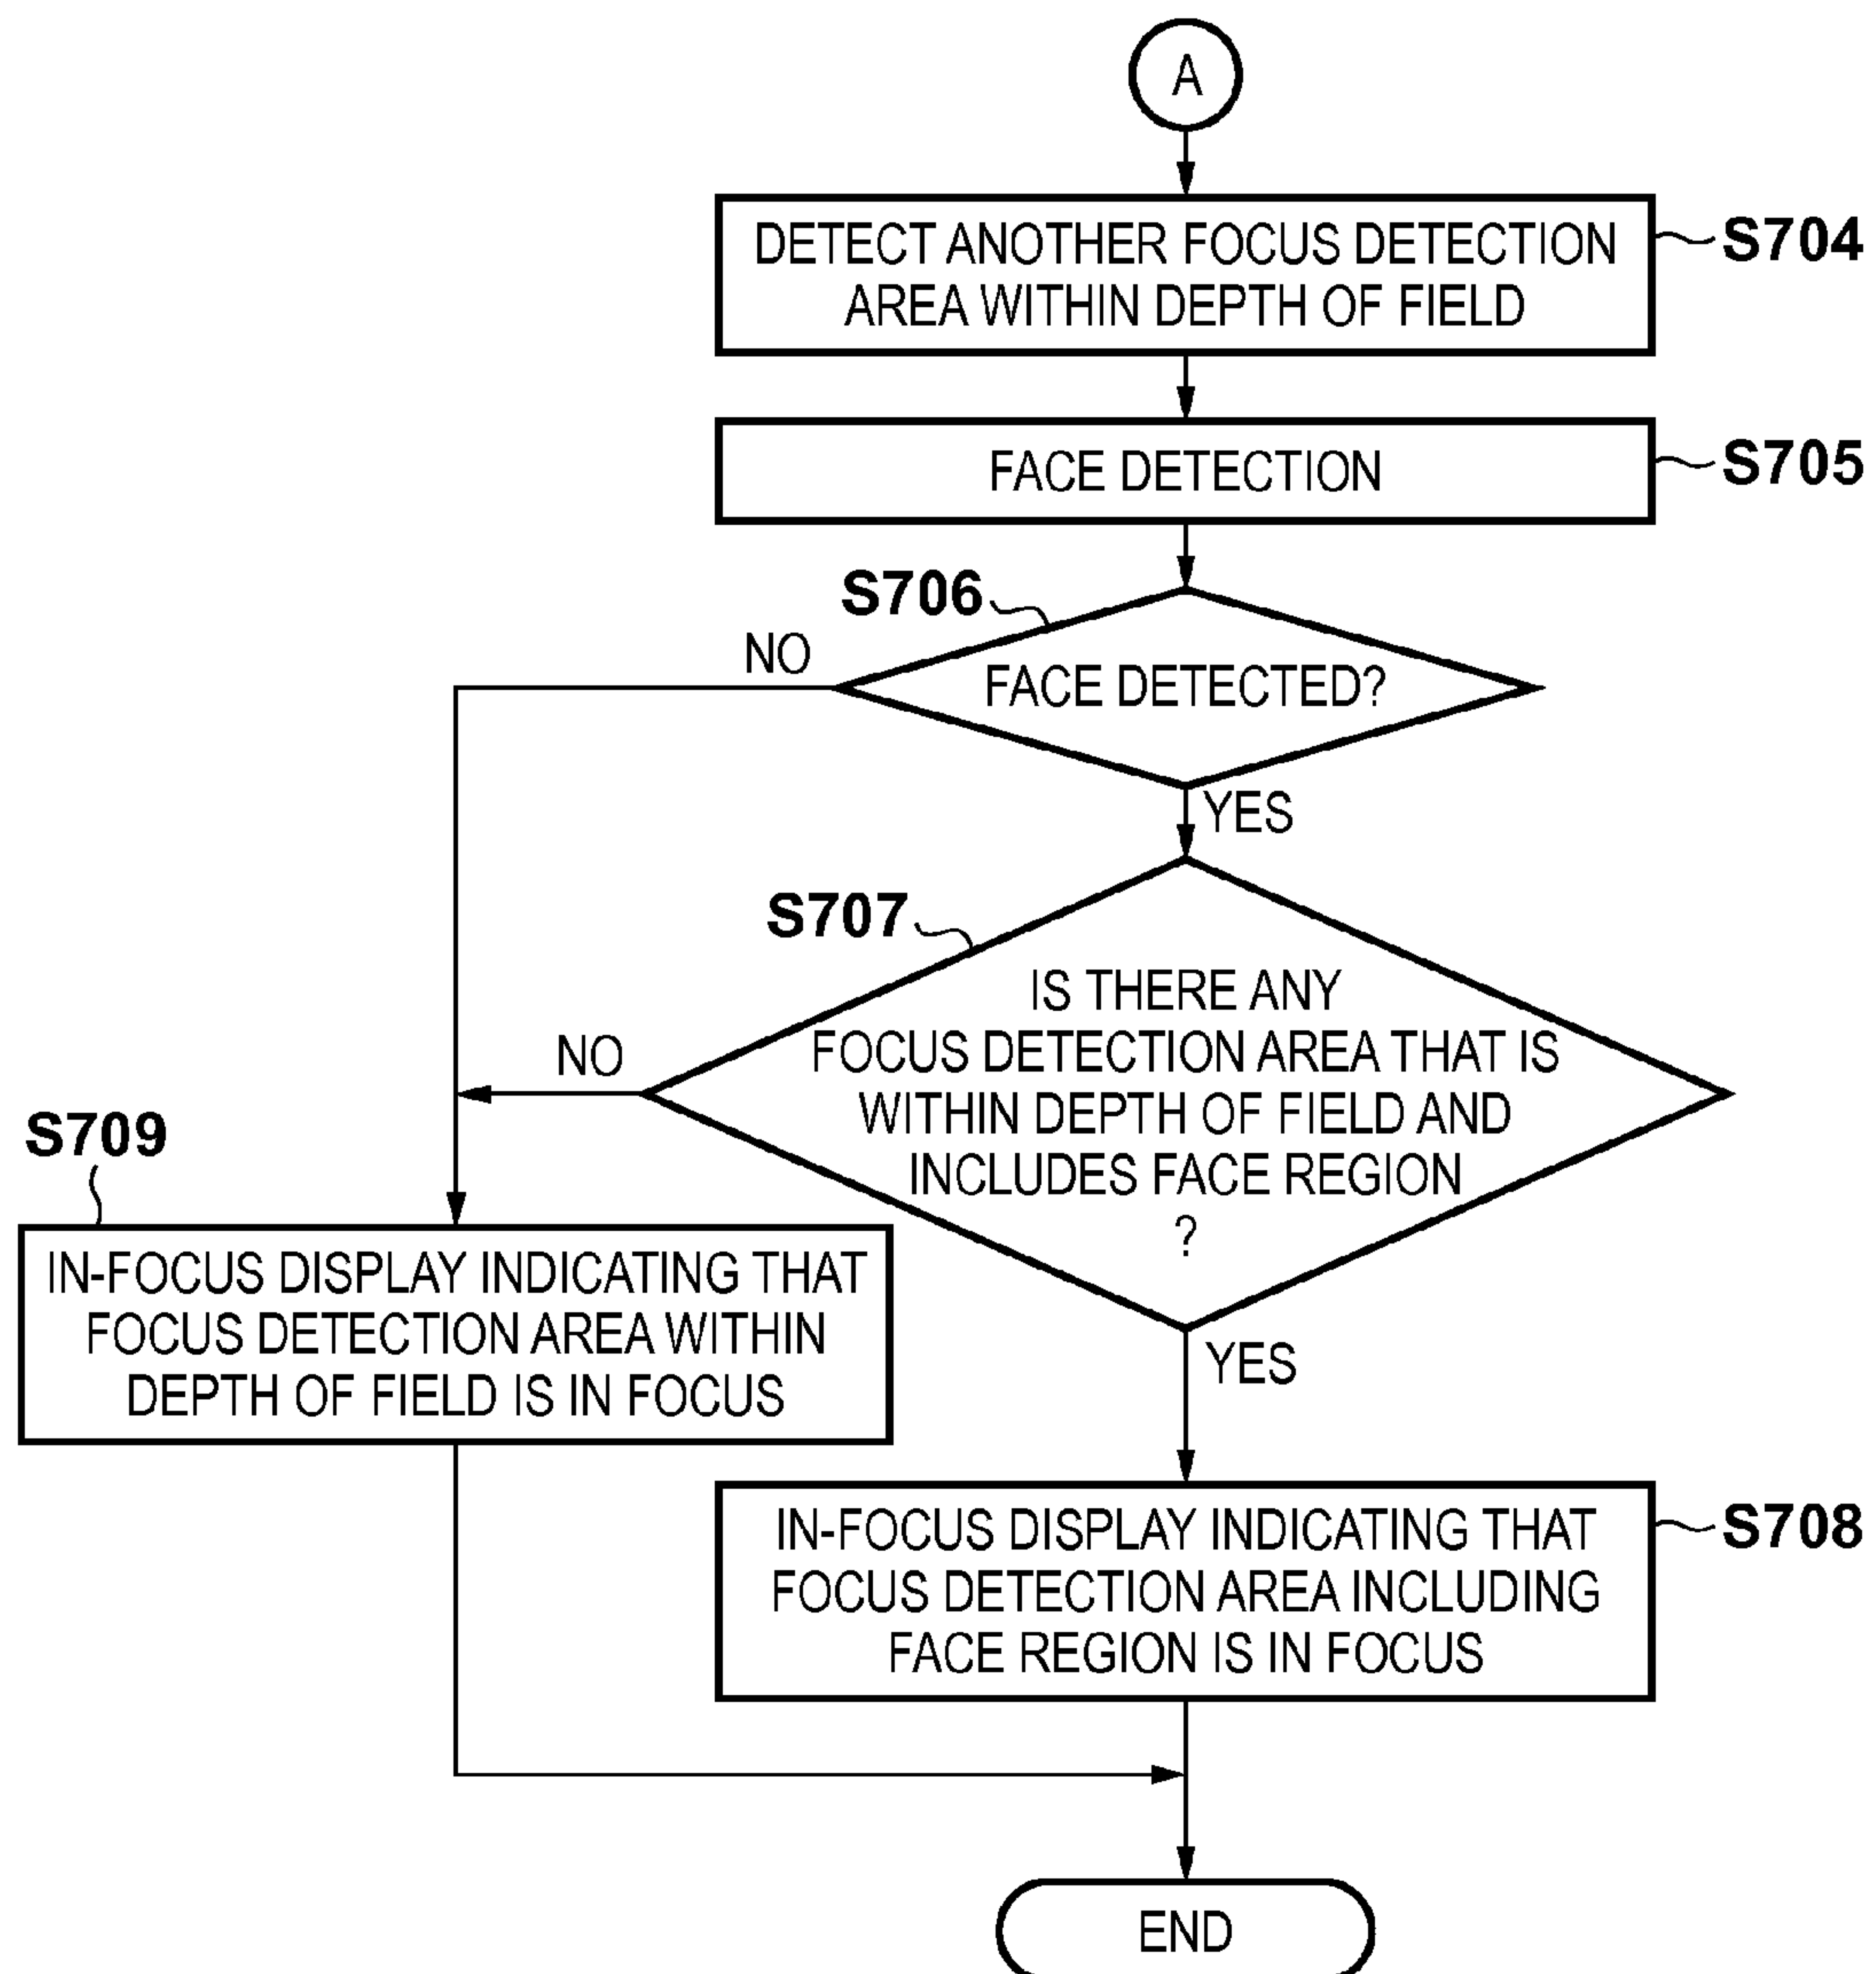 A
DETECT ANOTHER FOCUS DETECTION
AREA WITHIN DEPTH OF FIELD
S704
FACE DETECTION
S705
S706
FACE DETECTED?
NO
YES
S707
IS THERE ANY
FOCUS DETECTION AREA THAT IS
WITHIN DEPTH OF FIELD AND
INCLUDES FACE REGION
?
NO
YES
S709
IN-FOCUS DISPLAY INDICATING THAT
FOCUS DETECTION AREA WITHIN
DEPTH OF FIELD IS IN FOCUS
IN-FOCUS DISPLAY INDICATING THAT
FOCUS DETECTION AREA INCLUDING
FACE REGION IS IN FOCUS
S708
END